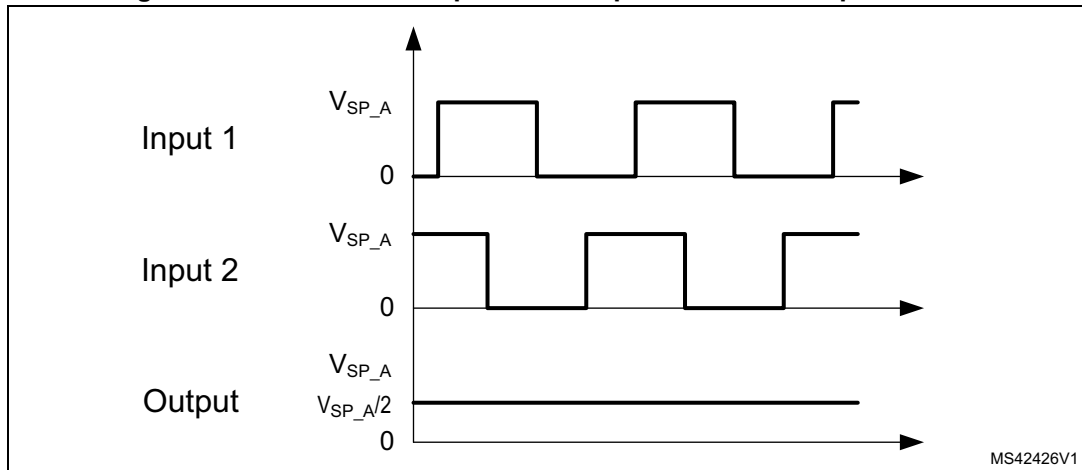 Input 1
V_SP_A
0
Input 2
V_SP_A
0
Output
V_SP_A
V_SP_A/2
0
MS42426V1